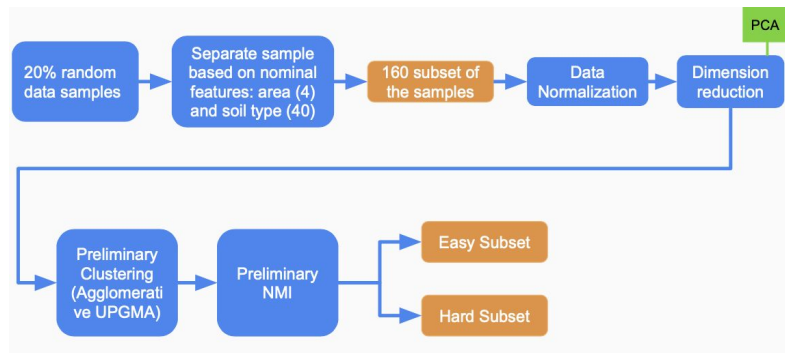 PCA
20% random
data samples
Separate sample
based on nominal
features: area (4)
and soil type (40)
160 subset of
the samples
Data
Normalization
Dimension
reduction
Preliminary
Clustering
(Agglomerati
ve UPGMA)
Preliminary
NMI
Easy Subset
Hard Subset